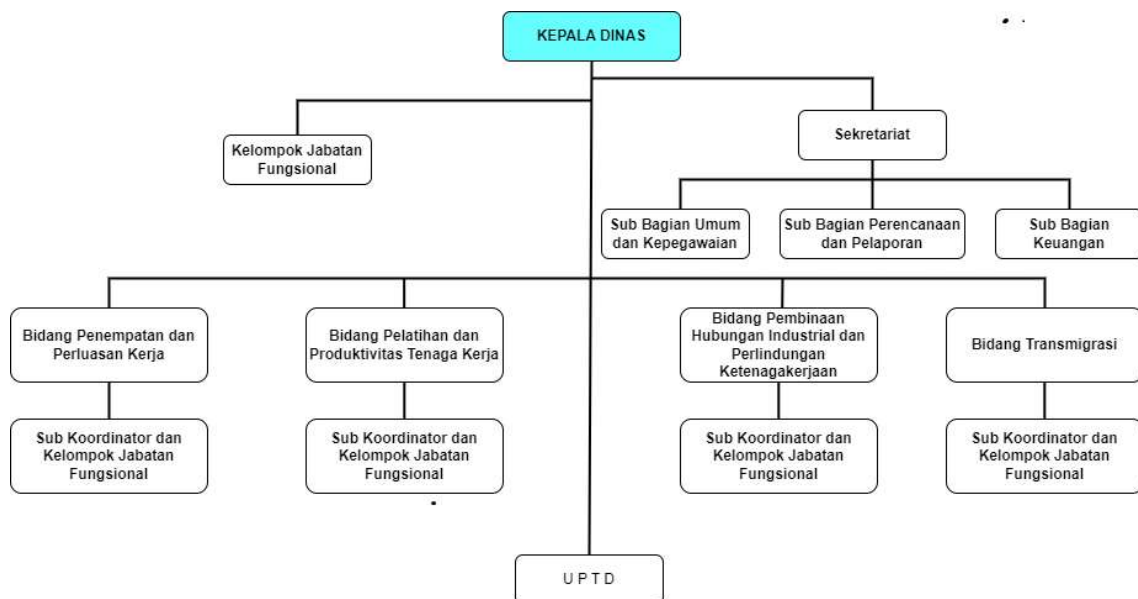 KEPALA DINAS
Kelompok Jabatan
Fungsional
Sekretariat
Sub Bagian Umum
dan Kepegawaian
Sub Bagian Perencanaan
dan Pelaporan
Sub Bagian
Keuangan
Bidang Penempatan dan
Perluasan Kerja
Bidang Pelatihan dan
Produktivitas Tenaga Kerja
Bidang Pembinaan
Hubungan Industrial dan
Perlindungan
Ketenagakerjaan
Bidang Transmigrasi
Sub Koordinator dan
Kelompok Jabatan
Fungsional
Sub Koordinator dan
Kelompok Jabatan
Fungsional
Sub Koordinator dan
Kelompok Jabatan
Fungsional
Sub Koordinator dan
Kelompok Jabatan
Fungsional
U P T D